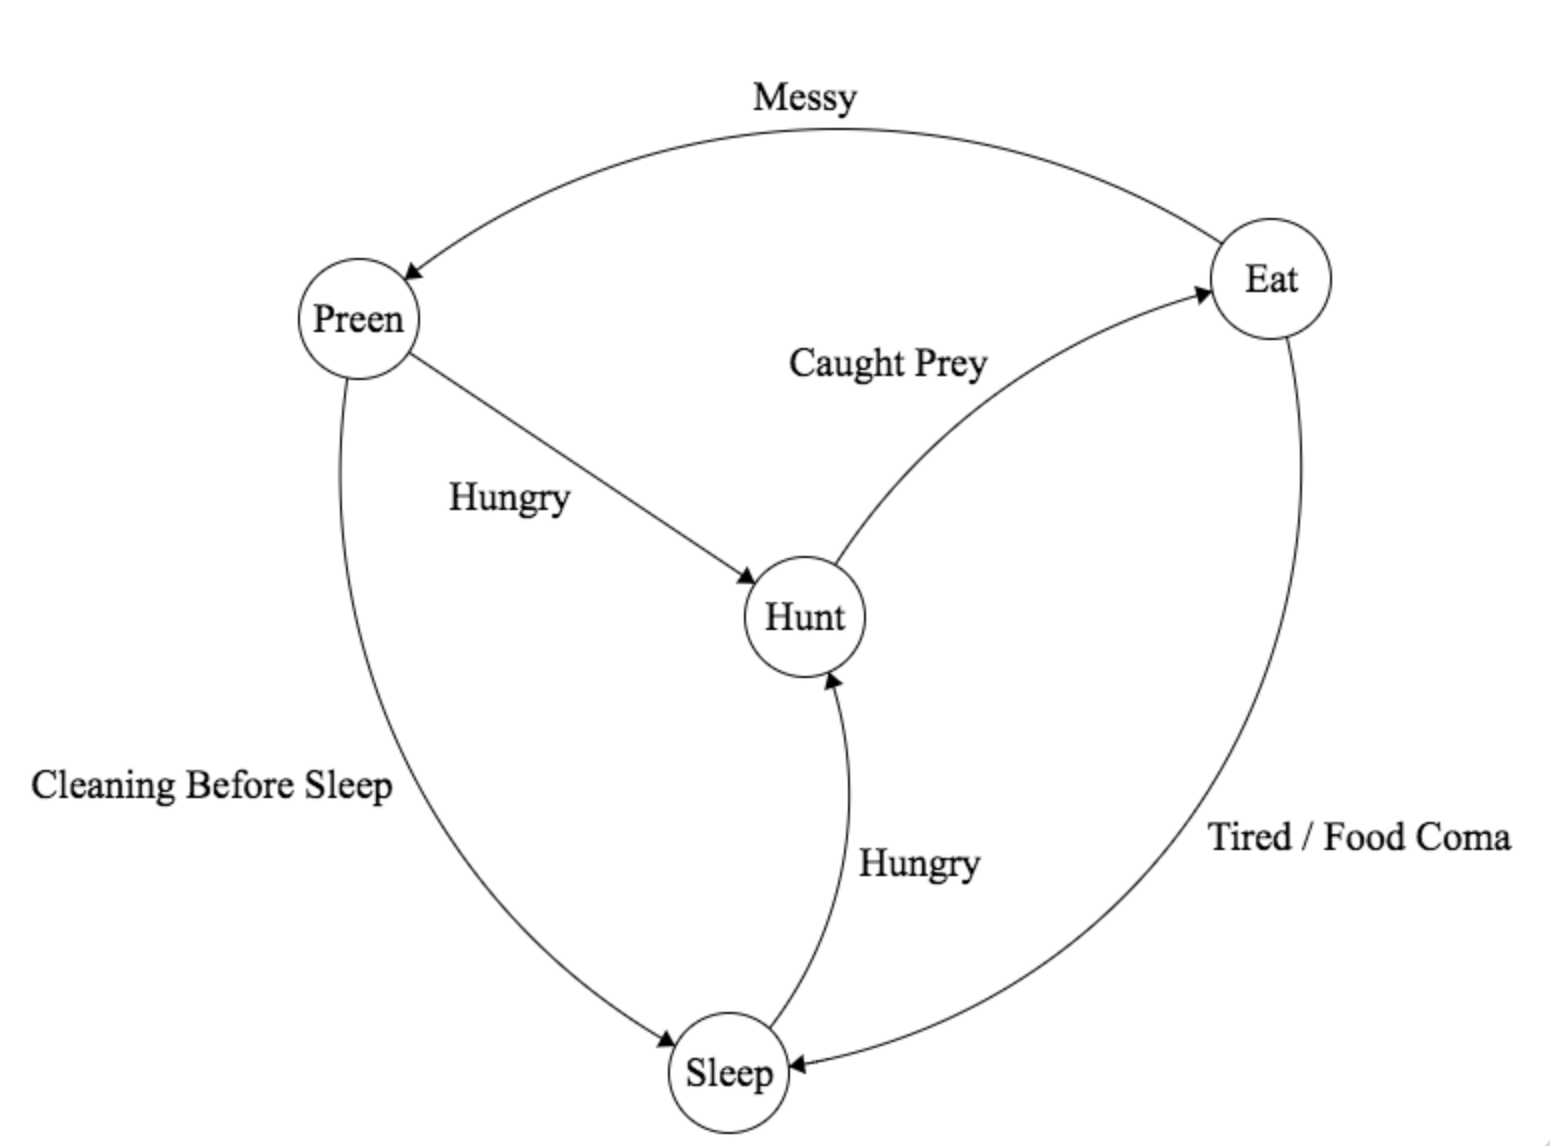 Messy
Eat
Preen
Caught Prey
Hungry
Hunt
Cleaning Before Sleep
Tired / Food Coma
Hungry
Sleep